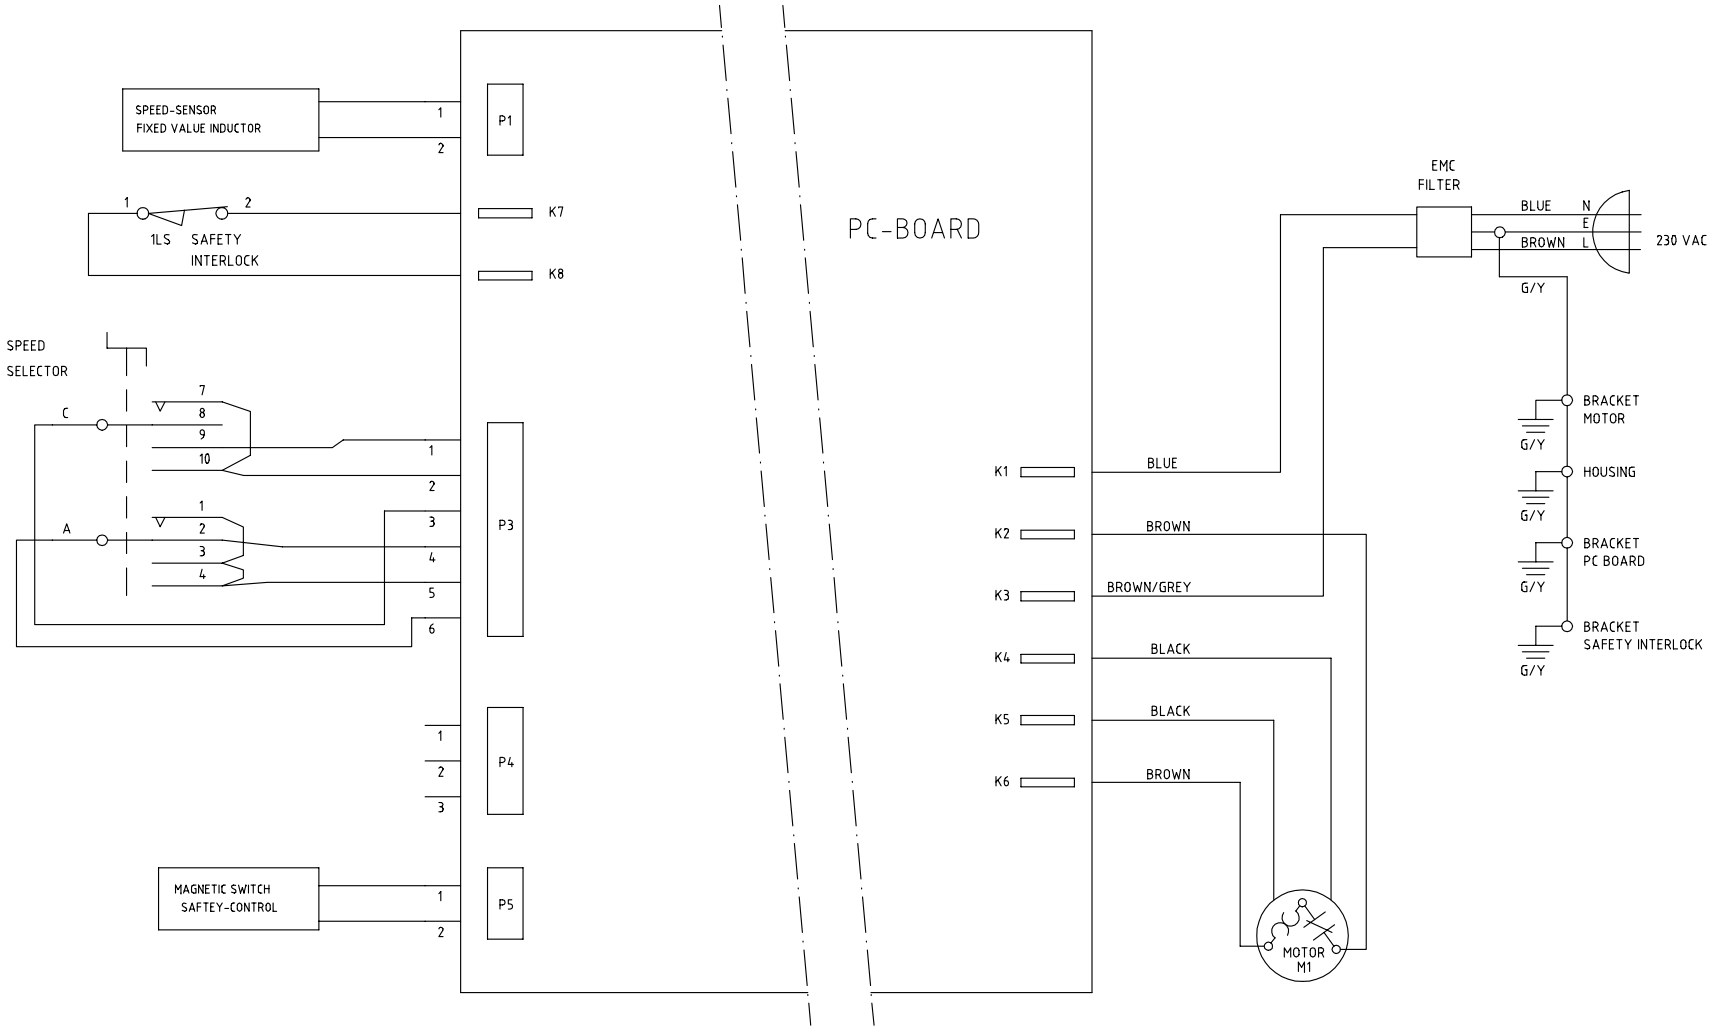 SPEED-SENSOR
FIXED VALUE INDUCTOR
1
2
P1
1
2
1LS SAFETY
INTERLOCK
K7
K8
PC-BOARD
EMC
FILTER
BLUE N
E
BROWN L
230 VAC
G/Y
SPEED
SELECTOR
C
7
8
9
10
A
1
2
3
4
1
2
3
4
5
6
P3
1
2
3
P4
MAGNETIC SWITCH
SAFTEY-CONTROL
1
2
P5
K1
BLUE
K2
BROWN
K3
BROWN/GREY
K4
BLACK
K5
BLACK
K6
BROWN
MOTOR
M1
BRACKET
MOTOR
G/Y
HOUSING
G/Y
BRACKET
PC BOARD
G/Y
BRACKET
SAFETY INTERLOCK
G/Y